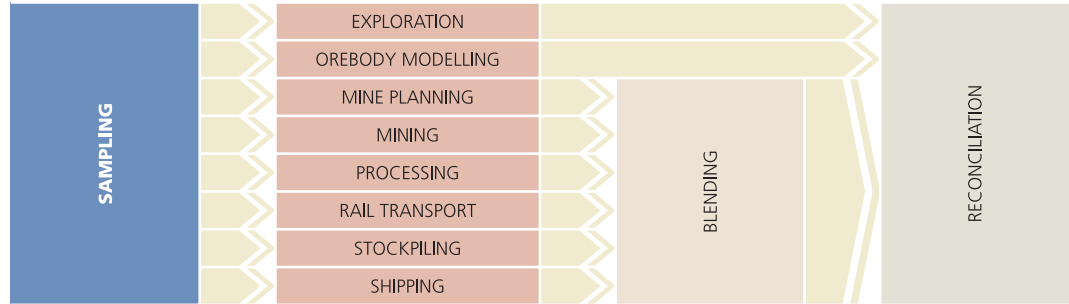 SAMPLING
EXPLORATION
OREBODY MODELLING
MINE PLANNING
MINING
PROCESSING
RAIL TRANSPORT
STOCKPILING
SHIPPING
BLENDING
RECONCILIATION